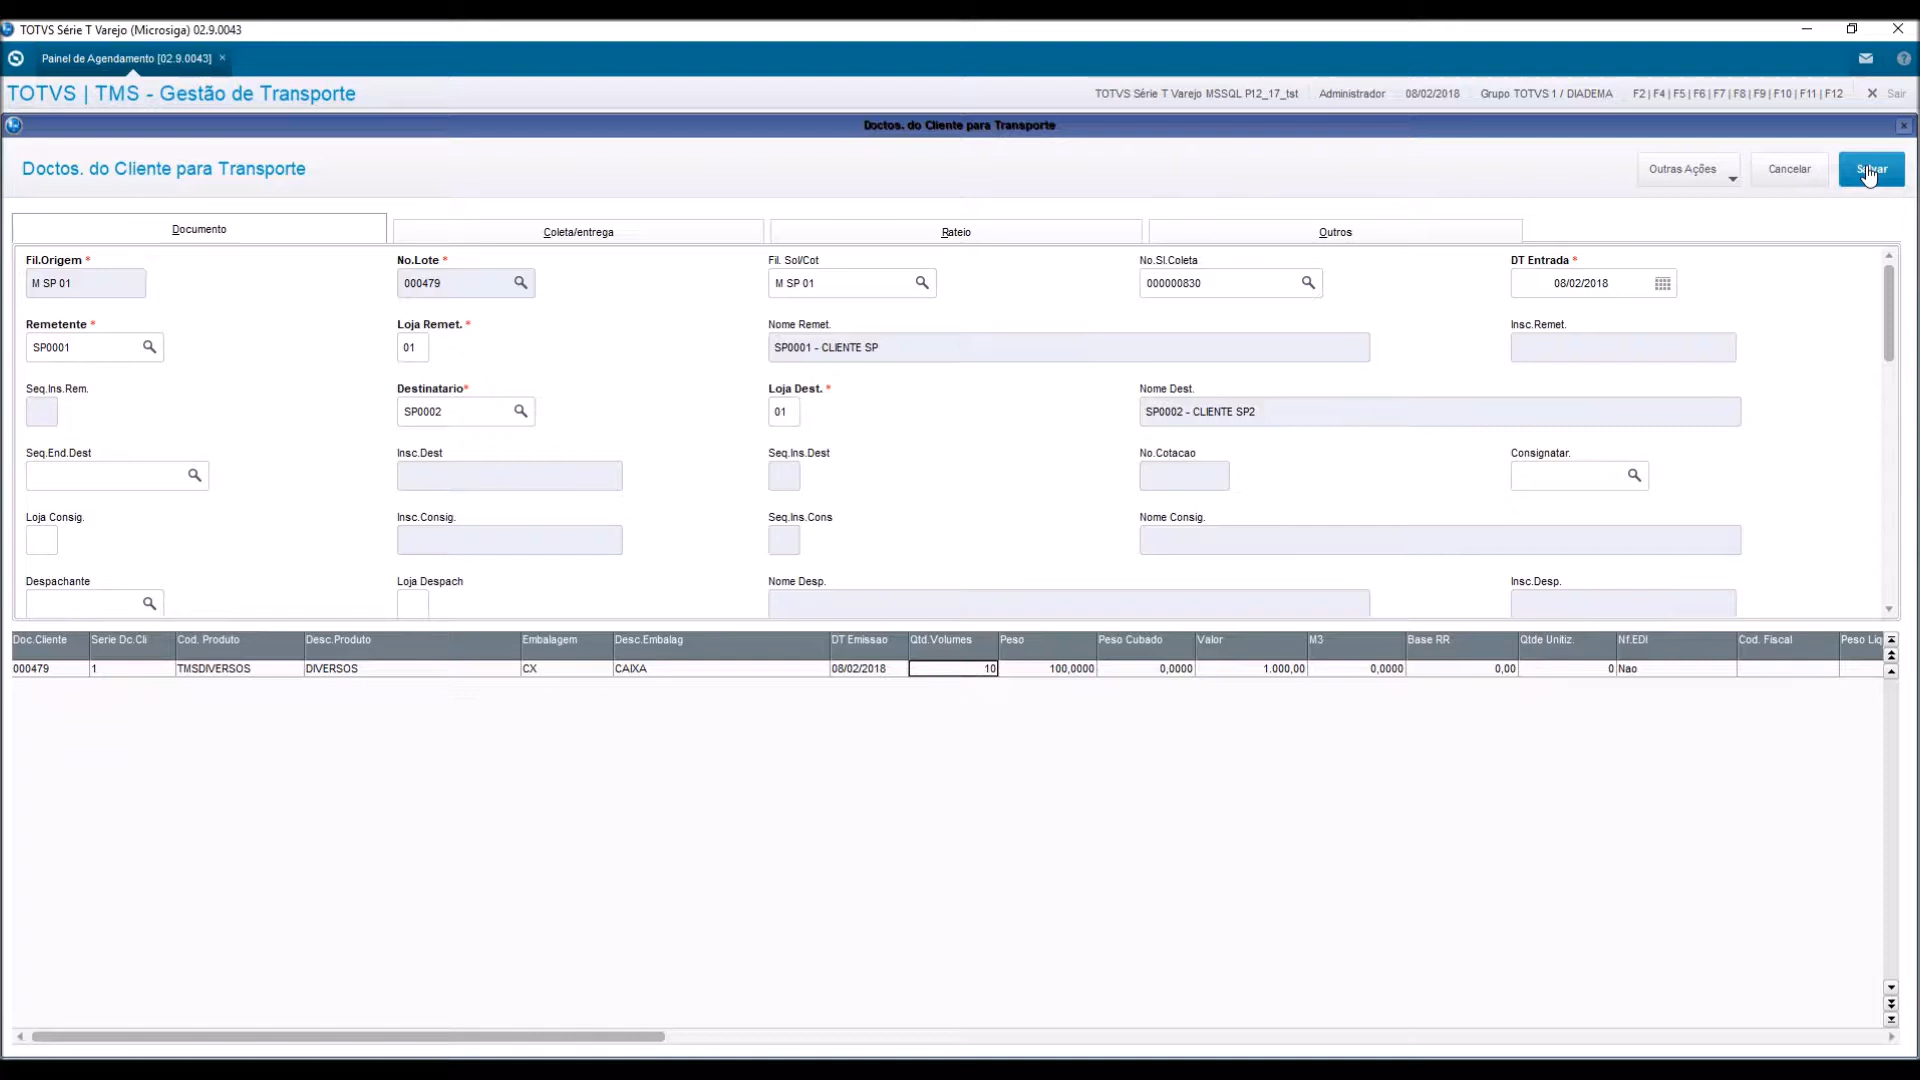 TOTVS Série T Varejo (Microsiga) 02.9.0043
Painel de Agendamento [02.9.0043] ×
TOTVS | TMS - Gestão de Transporte
TOTVS Série T Varejo MSSQL P12_17_tst Administrador 08/02/2018 Grupo TOTVS 1 / DIADEMA F2 | F4 | F5 | F6 | F7 | F8 | F9 | F10 | F11 | F12 Sair
Doctos. do Cliente para Transporte
Doctos. do Cliente para Transporte
Outras Ações Cancelar
Documento Coleta/entrega Rateio Outros
Fil.Origem * No.Lote * Fil. Sol/Cot No.Sl.Coleta DT Entrada *
M SP 01 000479 M SP 01 000000830 08/02/2018
Remetente * Loja Remet. * Nome Remet. Insc.Remet.
SP0001 01 SP0001 - CLIENTE SP
Seq.Ins.Rem. Destinatario* Loja Dest. * Nome Dest.
SP0002 01 SP0002 - CLIENTE SP2
Seq.End.Dest Insc.Dest Seq.Ins.Dest No.Cotacao Consignatar.
Loja Consig. Insc.Consig. Seq.Ins.Cons Nome Consig.
Despachante Loja Despach Nome Desp. Insc.Desp.
Doc.Cliente Serie Dc.Cli Cod. Produto Desc.Produto Embalagem Desc.Embalag DT Emissao Qtd.Volumes Peso Peso Cubado Valor M3 Base RR Qtde Unitiz. Nf.EDI Cod. Fiscal Peso Liq
000479 1 TMSDIVERSOS DIVERSOS CX CAIXA 08/02/2018 10 100,0000 0,0000 1.000,00 0,0000 0,00 0 Nao